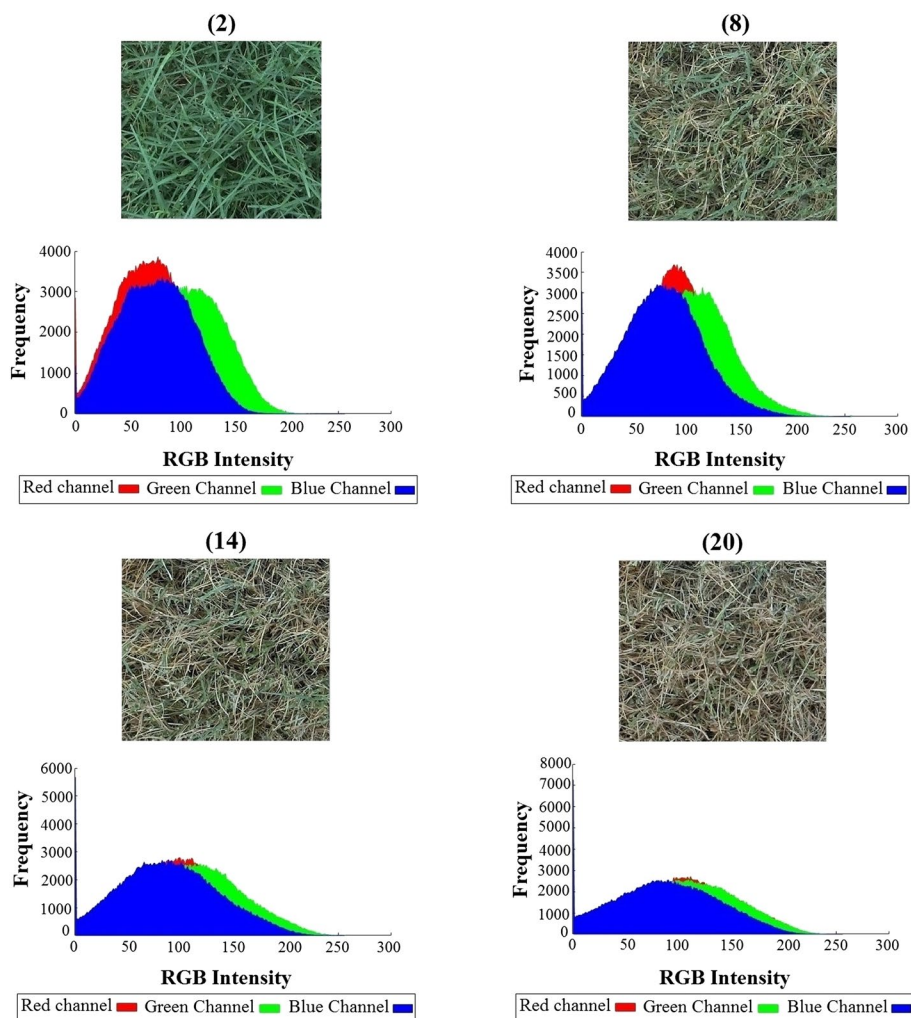 (2)
4000
3000
2000
1000
0
Frequency
0 50 100 150 200 250 300
RGB Intensity
Red channel Green Channel Blue Channel
(8)
4000
3500
3000
2500
2000
1500
1000
500
0
Frequency
0 50 100 150 200 250 300
RGB Intensity
Red channel Green Channel Blue Channel
(14)
6000
5000
4000
3000
2000
1000
0
Frequency
0 50 100 150 200 250 300
RGB Intensity
Red channel Green Channel Blue Channel
(20)
8000
7000
6000
5000
4000
3000
2000
1000
0
Frequency
0 50 100 150 200 250 300
RGB Intensity
Red channel Green Channel Blue Channel